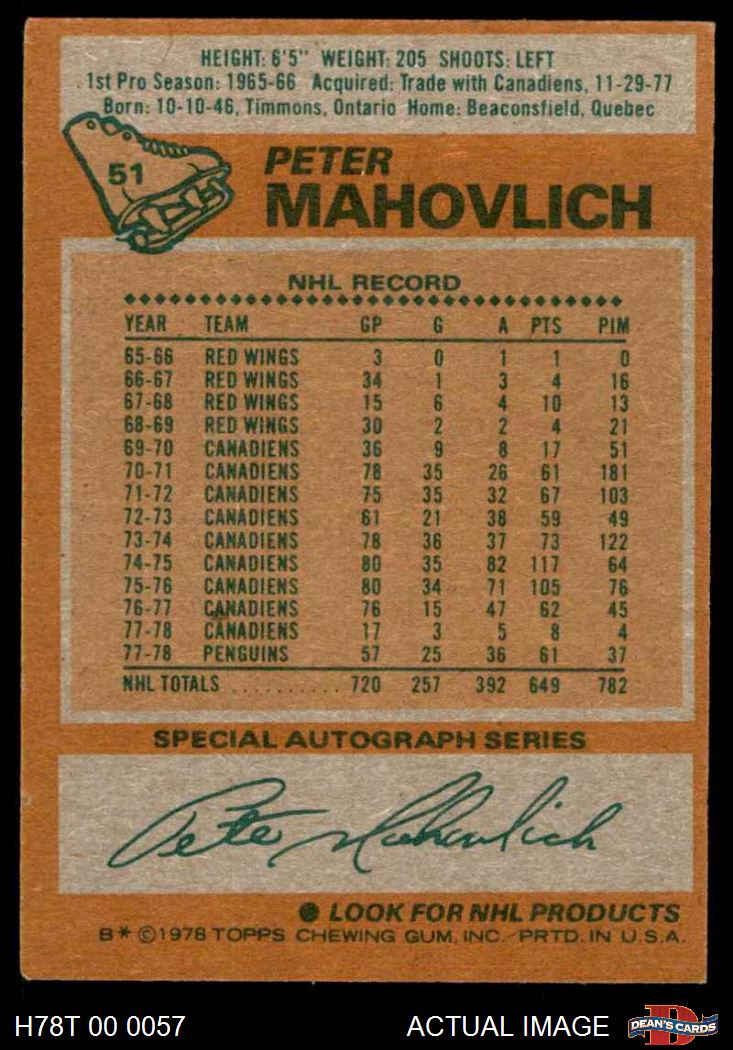 HEIGHT: 6'5" WEIGHT: 205 SHOOTS: LEFT
1st Pro Season: 1965-66 Acquired: Trade with Canadiens, 11-29-77
Born: 10-10-46, Timmons, Ontario Home: Beaconsfield, Quebec
51
PETER
MAHOVLICH
NHL RECORD
YEAR TEAM GP G A PTS PIM
65-66 RED WINGS 3 0 1 1 0
66-67 RED WINGS 34 1 3 4 16
67-68 RED WINGS 15 6 4 10 13
68-69 RED WINGS 30 2 2 4 21
69-70 CANADIENS 36 9 8 17 51
70-71 CANADIENS 78 35 26 61 181
71-72 CANADIENS 75 35 32 67 103
72-73 CANADIENS 61 21 38 59 49
73-74 CANADIENS 78 36 37 73 122
74-75 CANADIENS 80 35 82 117 64
75-76 CANADIENS 80 34 71 105 76
76-77 CANADIENS 76 15 47 62 45
77-78 CANADIENS 17 3 5 8 4
77-78 PENGUINS 57 25 36 61 37
NHL TOTALS .......... 720 257 392 649 782
SPECIAL AUTOGRAPH SERIES
Pete Mahovlich
● LOOK FOR NHL PRODUCTS
B* ©1978 TOPPS CHEWING GUM, INC. PRTD. IN U.S.A.
H78T 00 0057 ACTUAL IMAGE D DEAN'S CARDS